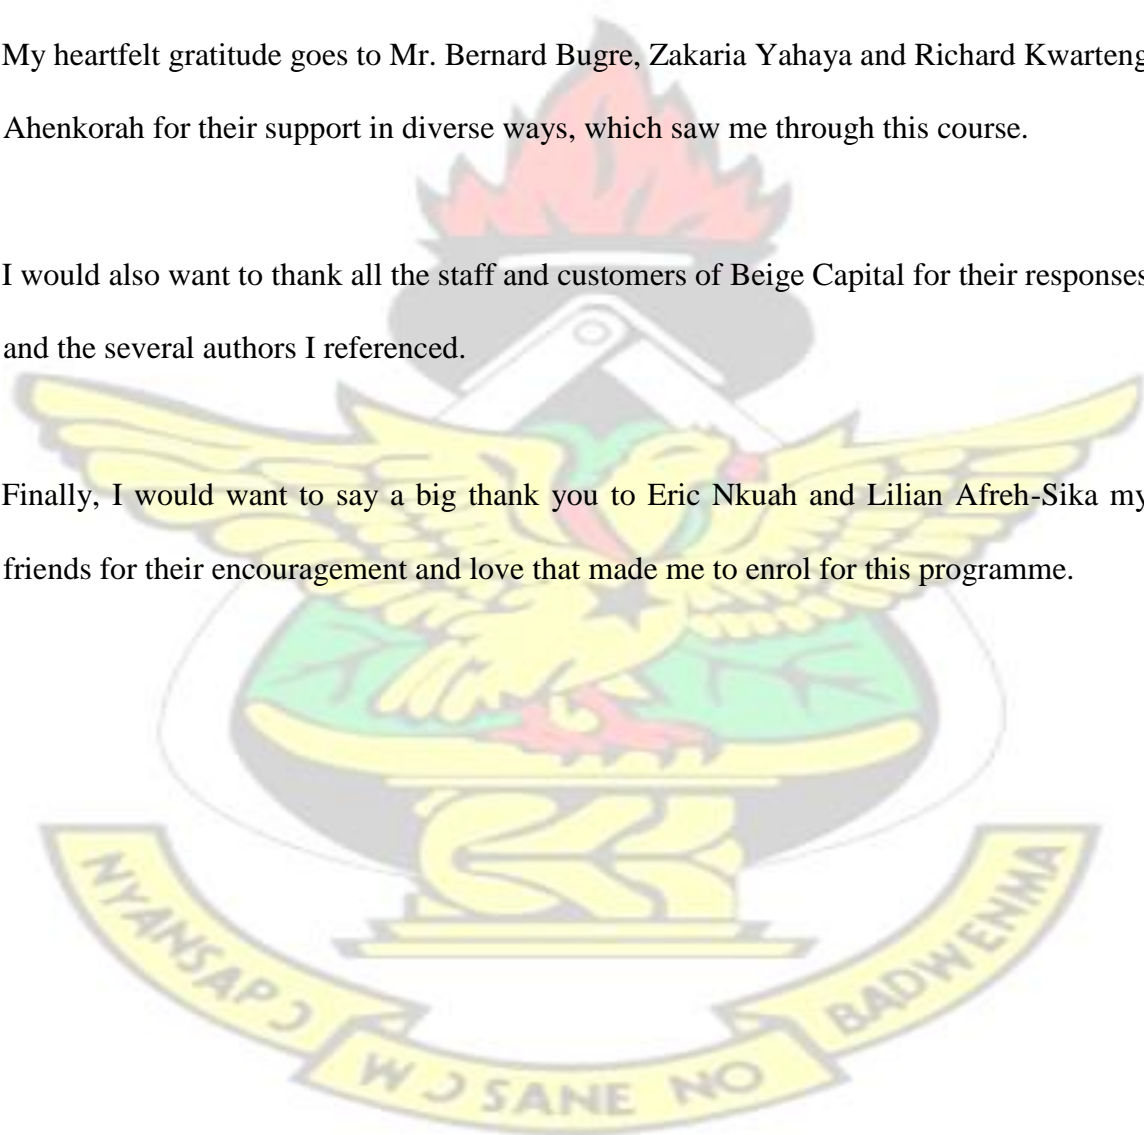 My heartfelt gratitude goes to Mr. Bernard Bugre, Zakaria Yahaya and Richard Kwarteng
Ahenkorah for their support in diverse ways, which saw me through this course.
I would also want to thank all the staff and customers of Beige Capital for their responses
and the several authors I referenced.
Finally, I would want to say a big thank you to Eric Nkuah and Lilian Afreh-Sika my
friends for their encouragement and love that made me to enrol for this programme.
NYANSAPƆ
WƆSANE NO
BADWENMA